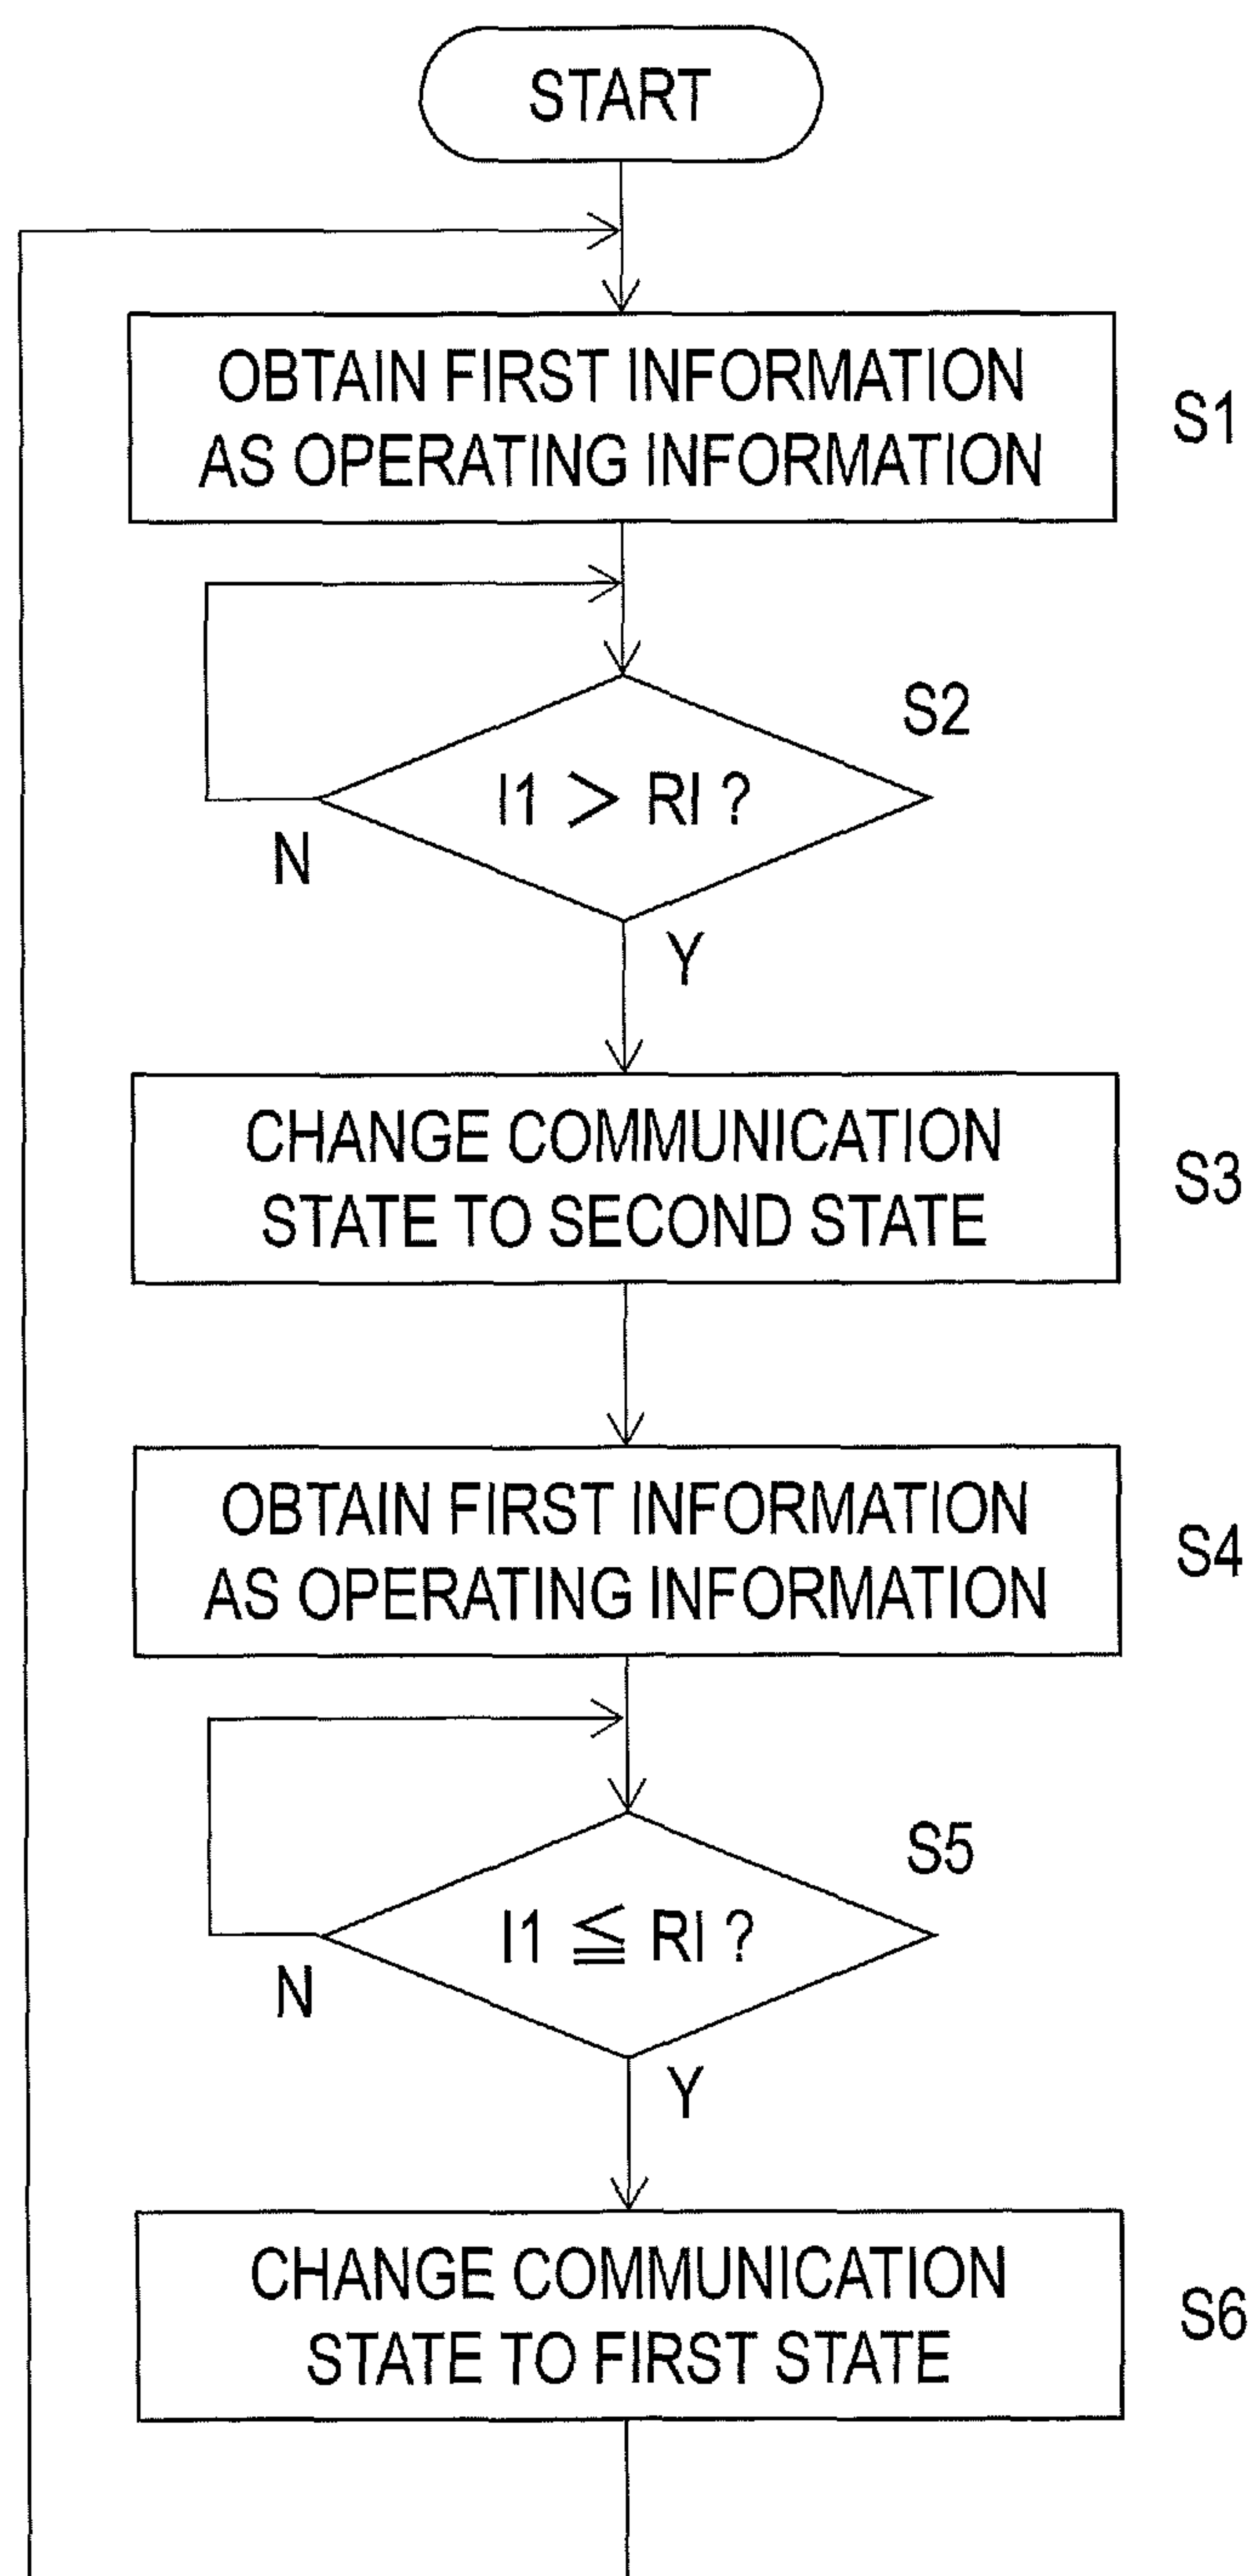 START
OBTAIN FIRST INFORMATION
AS OPERATING INFORMATION
S1
S2
I1 > RI ?
N
Y
CHANGE COMMUNICATION
STATE TO SECOND STATE
S3
OBTAIN FIRST INFORMATION
AS OPERATING INFORMATION
S4
S5
I1 ≦ RI ?
N
Y
CHANGE COMMUNICATION
STATE TO FIRST STATE
S6